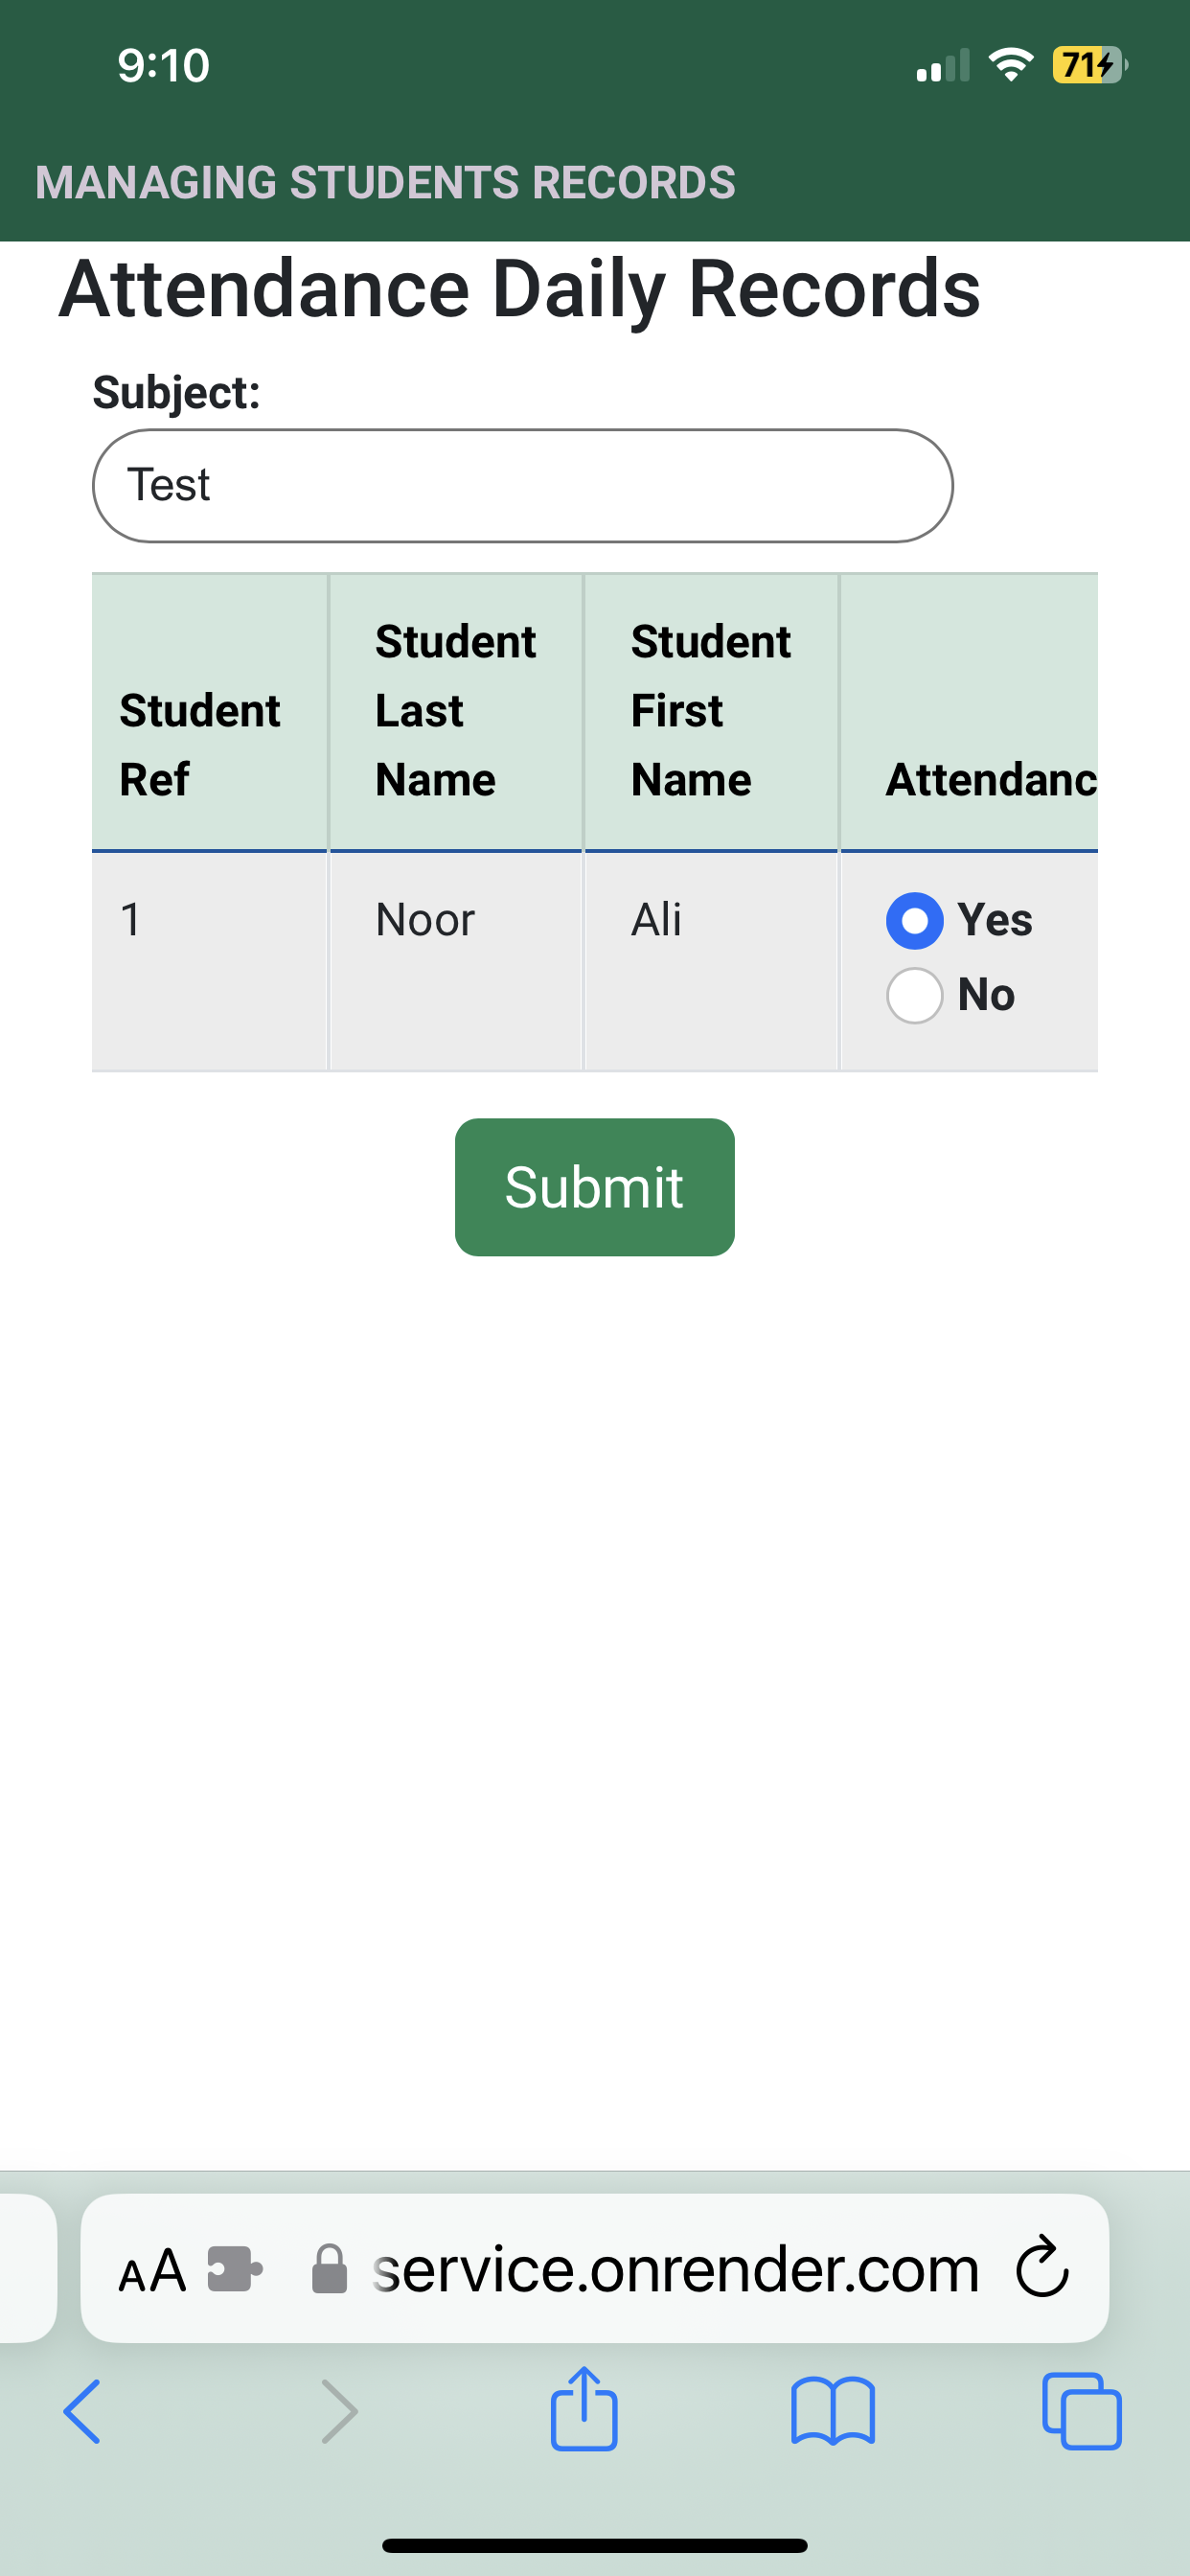 9:10
71
MANAGING STUDENTS RECORDS
Attendance Daily Records
Subject:
Test
Student Ref
Student Last Name
Student First Name
Attendanc
1
Noor
Ali
Yes
No
Submit
AA
service.onrender.com